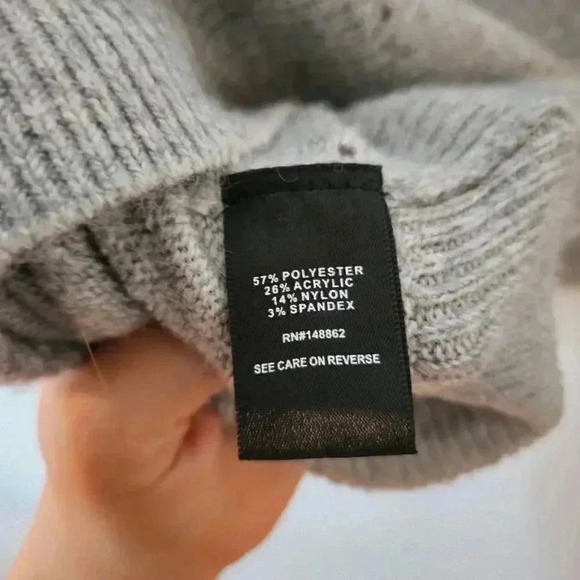 57% POLYESTER
26% ACRYLIC
14% NYLON
3% SPANDEX
RN#148862
SEE CARE ON REVERSE